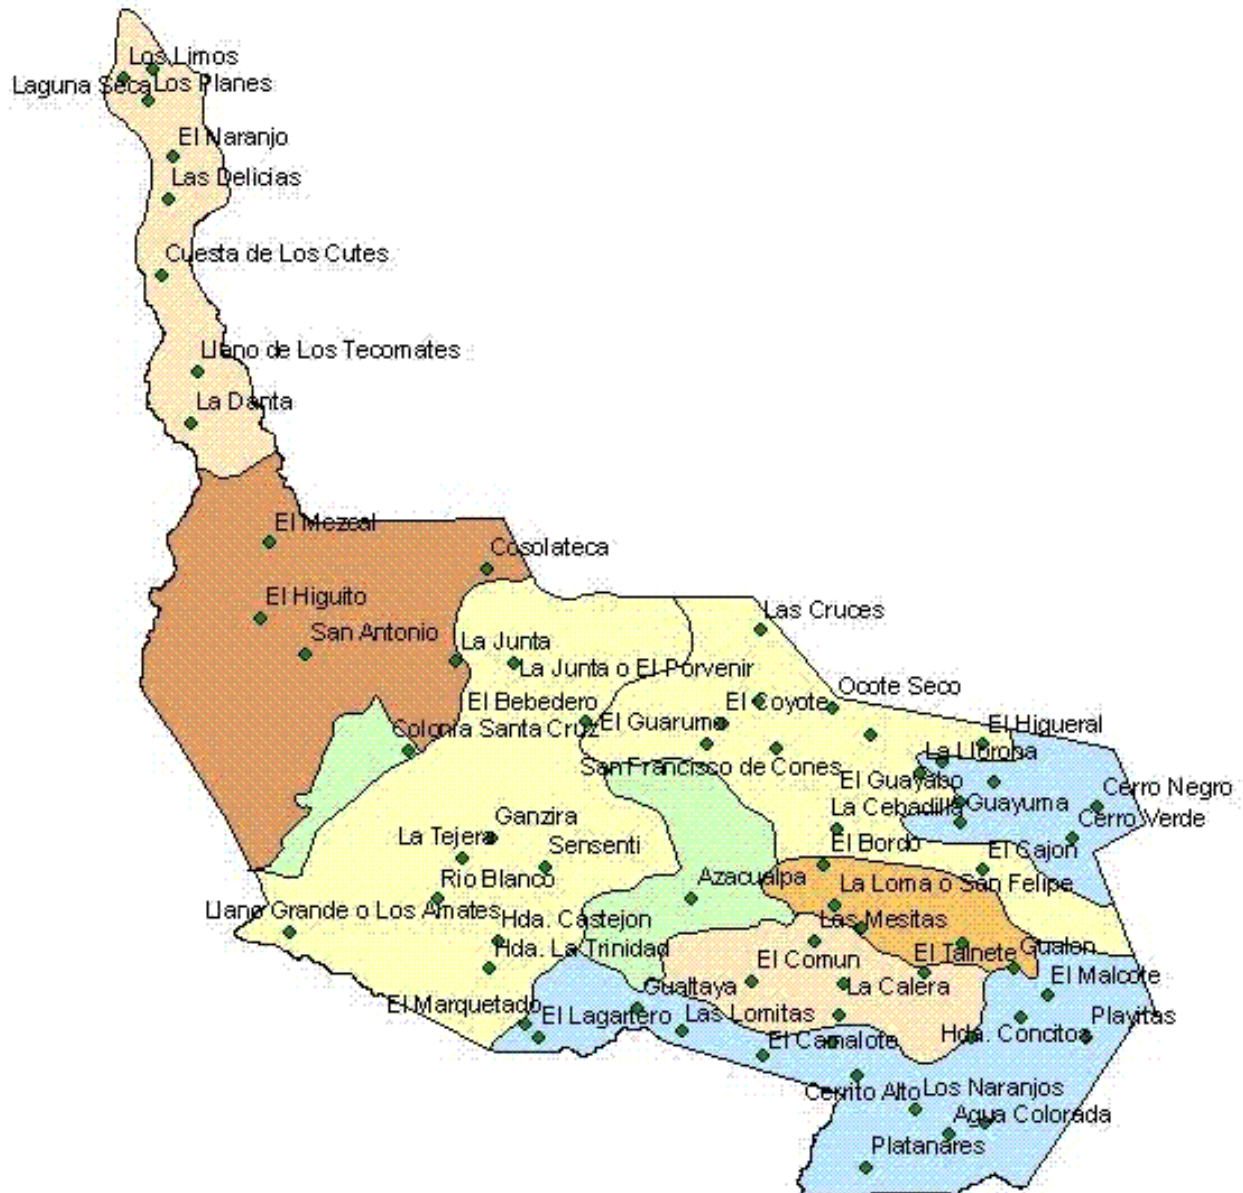 Los Limos
Laguna Seca
Los Planes
El Naranjo
Las Delicias
Cuesta de Los Cutes
Llano de Los Tecomates
La Danta
El Mezcal
Cosolateca
El Higuito
Las Cruces
San Antonio
La Junta
La Junta o El Porvenir
Ocote Seco
El Bebedero
El Coyote
El Guarumo
El Higueral
Colonia Santa Cruz
La Llorona
San Francisco de Cones
El Guayabo
Cerro Negro
La Cebadilla
Guayuma
Ganzira
Cerro Verde
La Tejera
El Bordo
El Cajon
Sensenti
Rio Blanco
Azacualpa
La Loma o San Felipe
Llano Grande o Los Amates
Hda. Castejon
Las Mesitas
Hda. La Trinidad
El Talnete
Gualon
El Comun
El Malcote
Gualtaya
La Calera
El Marquetado
El Lagartero
Las Lomitas
Playitas
El Camalote
Hda. Concitos
Cerrito Alto
Los Naranjos
Agua Colorada
Platanares